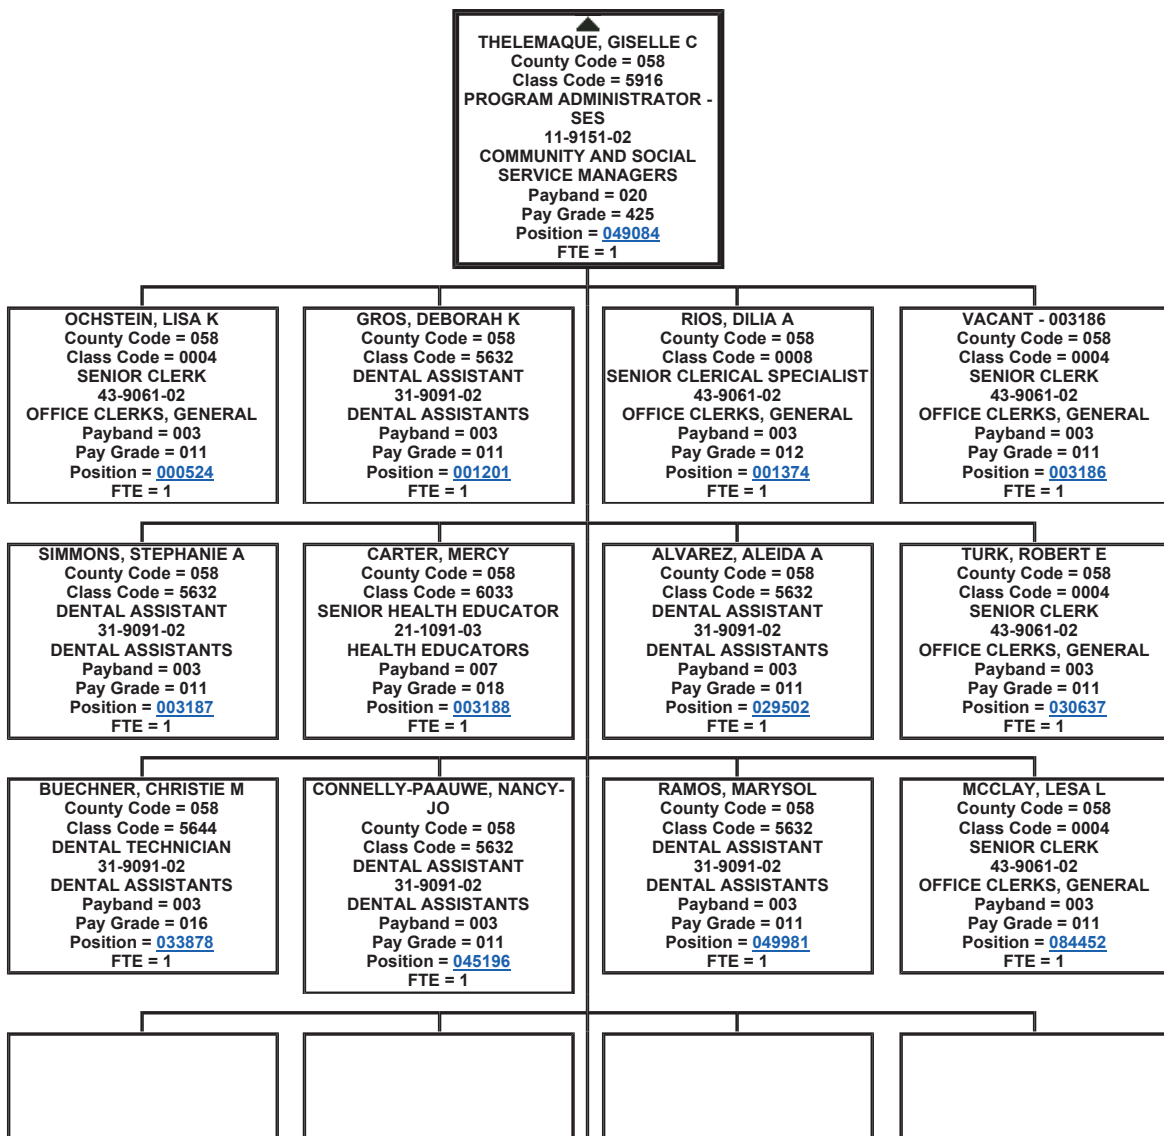 THELEMAQUE, GISELLE C
County Code = 058
Class Code = 5916
PROGRAM ADMINISTRATOR -
SES
11-9151-02
COMMUNITY AND SOCIAL
SERVICE MANAGERS
Payband = 020
Pay Grade = 425
Position = 049084
FTE = 1
OCHSTEIN, LISA K
County Code = 058
Class Code = 0004
SENIOR CLERK
43-9061-02
OFFICE CLERKS, GENERAL
Payband = 003
Pay Grade = 011
Position = 000524
FTE = 1
GROS, DEBORAH K
County Code = 058
Class Code = 5632
DENTAL ASSISTANT
31-9091-02
DENTAL ASSISTANTS
Payband = 003
Pay Grade = 011
Position = 001201
FTE = 1
RIOS, DILIA A
County Code = 058
Class Code = 0008
SENIOR CLERICAL SPECIALIST
43-9061-02
OFFICE CLERKS, GENERAL
Payband = 003
Pay Grade = 012
Position = 001374
FTE = 1
VACANT - 003186
County Code = 058
Class Code = 0004
SENIOR CLERK
43-9061-02
OFFICE CLERKS, GENERAL
Payband = 003
Pay Grade = 011
Position = 003186
FTE = 1
SIMMONS, STEPHANIE A
County Code = 058
Class Code = 5632
DENTAL ASSISTANT
31-9091-02
DENTAL ASSISTANTS
Payband = 003
Pay Grade = 011
Position = 003187
FTE = 1
CARTER, MERCY
County Code = 058
Class Code = 6033
SENIOR HEALTH EDUCATOR
21-1091-03
HEALTH EDUCATORS
Payband = 007
Pay Grade = 018
Position = 003188
FTE = 1
ALVAREZ, ALEIDA A
County Code = 058
Class Code = 5632
DENTAL ASSISTANT
31-9091-02
DENTAL ASSISTANTS
Payband = 003
Pay Grade = 011
Position = 029502
FTE = 1
TURK, ROBERT E
County Code = 058
Class Code = 0004
SENIOR CLERK
43-9061-02
OFFICE CLERKS, GENERAL
Payband = 003
Pay Grade = 011
Position = 030637
FTE = 1
BUECHNER, CHRISTIE M
County Code = 058
Class Code = 5644
DENTAL TECHNICIAN
31-9091-02
DENTAL ASSISTANTS
Payband = 003
Pay Grade = 016
Position = 033878
FTE = 1
CONNELLY-PAAUWE, NANCY-
JO
County Code = 058
Class Code = 5632
DENTAL ASSISTANT
31-9091-02
DENTAL ASSISTANTS
Payband = 003
Pay Grade = 011
Position = 045196
FTE = 1
RAMOS, MARYSOL
County Code = 058
Class Code = 5632
DENTAL ASSISTANT
31-9091-02
DENTAL ASSISTANTS
Payband = 003
Pay Grade = 011
Position = 049981
FTE = 1
MCCLAY, LESA L
County Code = 058
Class Code = 0004
SENIOR CLERK
43-9061-02
OFFICE CLERKS, GENERAL
Payband = 003
Pay Grade = 011
Position = 084452
FTE = 1